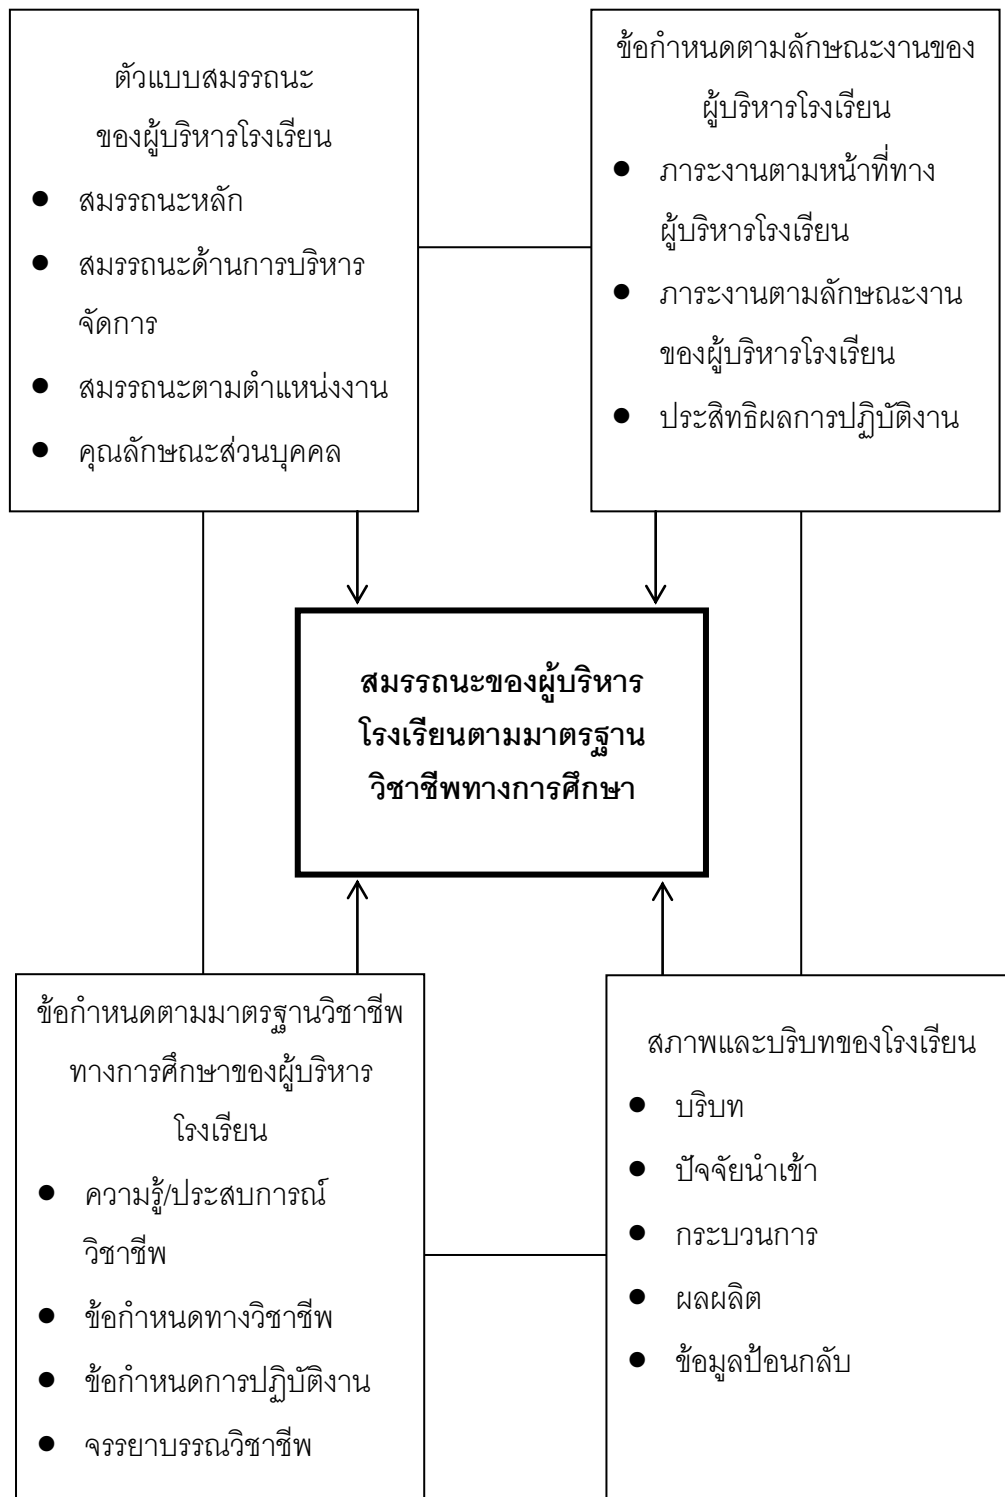 ตัวแบบสมรรถนะ
ของผู้บริหารโรงเรียน
● สมรรถนะหลัก
● สมรรถนะด้านการบริหาร
จัดการ
● สมรรถนะตามตำแหน่งงาน
● คุณลักษณะส่วนบุคคล
ข้อกำหนดตามลักษณะงานของ
ผู้บริหารโรงเรียน
● ภาระงานตามหน้าที่ทาง
ผู้บริหารโรงเรียน
● ภาระงานตามลักษณะงาน
ของผู้บริหารโรงเรียน
● ประสิทธิผลการปฏิบัติงาน
สมรรถนะของผู้บริหาร
โรงเรียนตามมาตรฐาน
วิชาชีพทางการศึกษา
ข้อกำหนดตามมาตรฐานวิชาชีพ
ทางการศึกษาของผู้บริหาร
โรงเรียน
● ความรู้/ประสบการณ์
วิชาชีพ
● ข้อกำหนดทางวิชาชีพ
● ข้อกำหนดการปฏิบัติงาน
● จรรยาบรรณวิชาชีพ
สภาพและบริบทของโรงเรียน
● บริบท
● ปัจจัยนำเข้า
● กระบวนการ
● ผลผลิต
● ข้อมูลป้อนกลับ